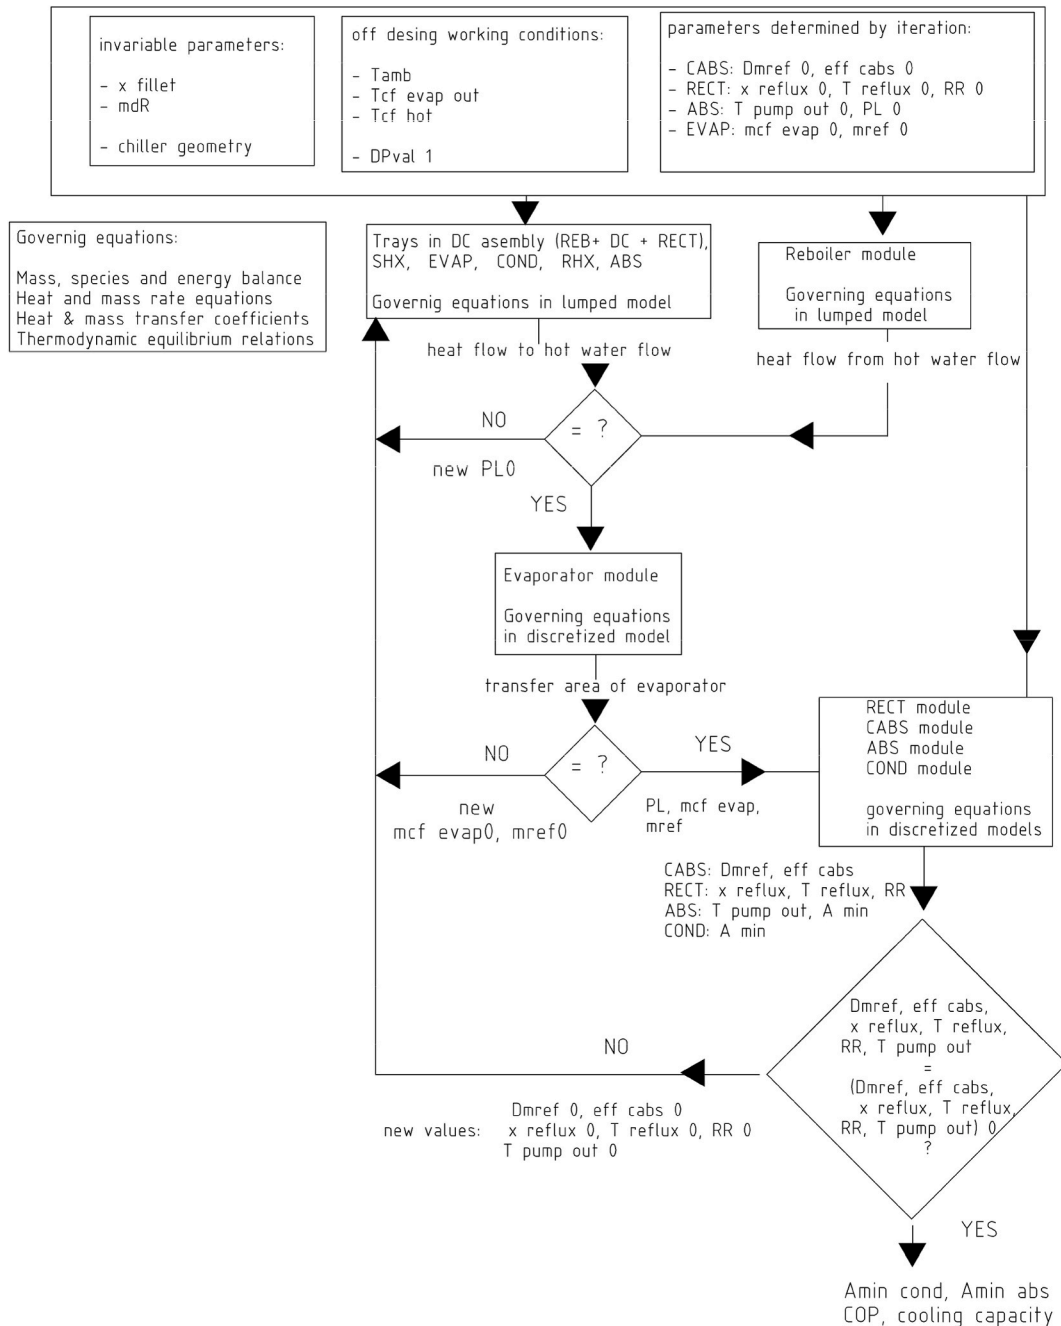 invariable parameters:
- x fillet
- mdR
- chiller geometry
off desing working conditions:
- Tamb
- Tcf evap out
- Tcf hot
- DPval 1
parameters determined by iteration:
- CABS: Dmref 0, eff cabs 0
- RECT: x reflux 0, T reflux 0, RR 0
- ABS: T pump out 0, PL 0
- EVAP: mcf evap 0, mref 0
Governig equations:
Mass, species and energy balance
Heat and mass rate equations
Heat & mass transfer coefficients
Thermodynamic equilibrium relations
Trays in DC asembly (REB+ DC + RECT),
SHX, EVAP, COND, RHX, ABS
Governig equations in lumped model
Reboiler module
Governing equations
in lumped model
heat flow to hot water flow
heat flow from hot water flow
= ?
NO
new PL0
YES
Evaporator module
Governing equations
in discretized model
transfer area of evaporator
= ?
NO
new
mcf evap0, mref0
YES
PL, mcf evap,
mref
RECT module
CABS module
ABS module
COND module
governing equations
in discretized models
CABS: Dmref, eff cabs
RECT: x reflux, T reflux, RR
ABS: T pump out, A min
COND: A min
Dmref, eff cabs,
x reflux, T reflux,
RR, T pump out
=
(Dmref, eff cabs,
x reflux, T reflux,
RR, T pump out) 0
?
NO
Dmref 0, eff cabs 0
new values: x reflux 0, T reflux 0, RR 0
T pump out 0
YES
Amin cond, Amin abs
COP, cooling capacity